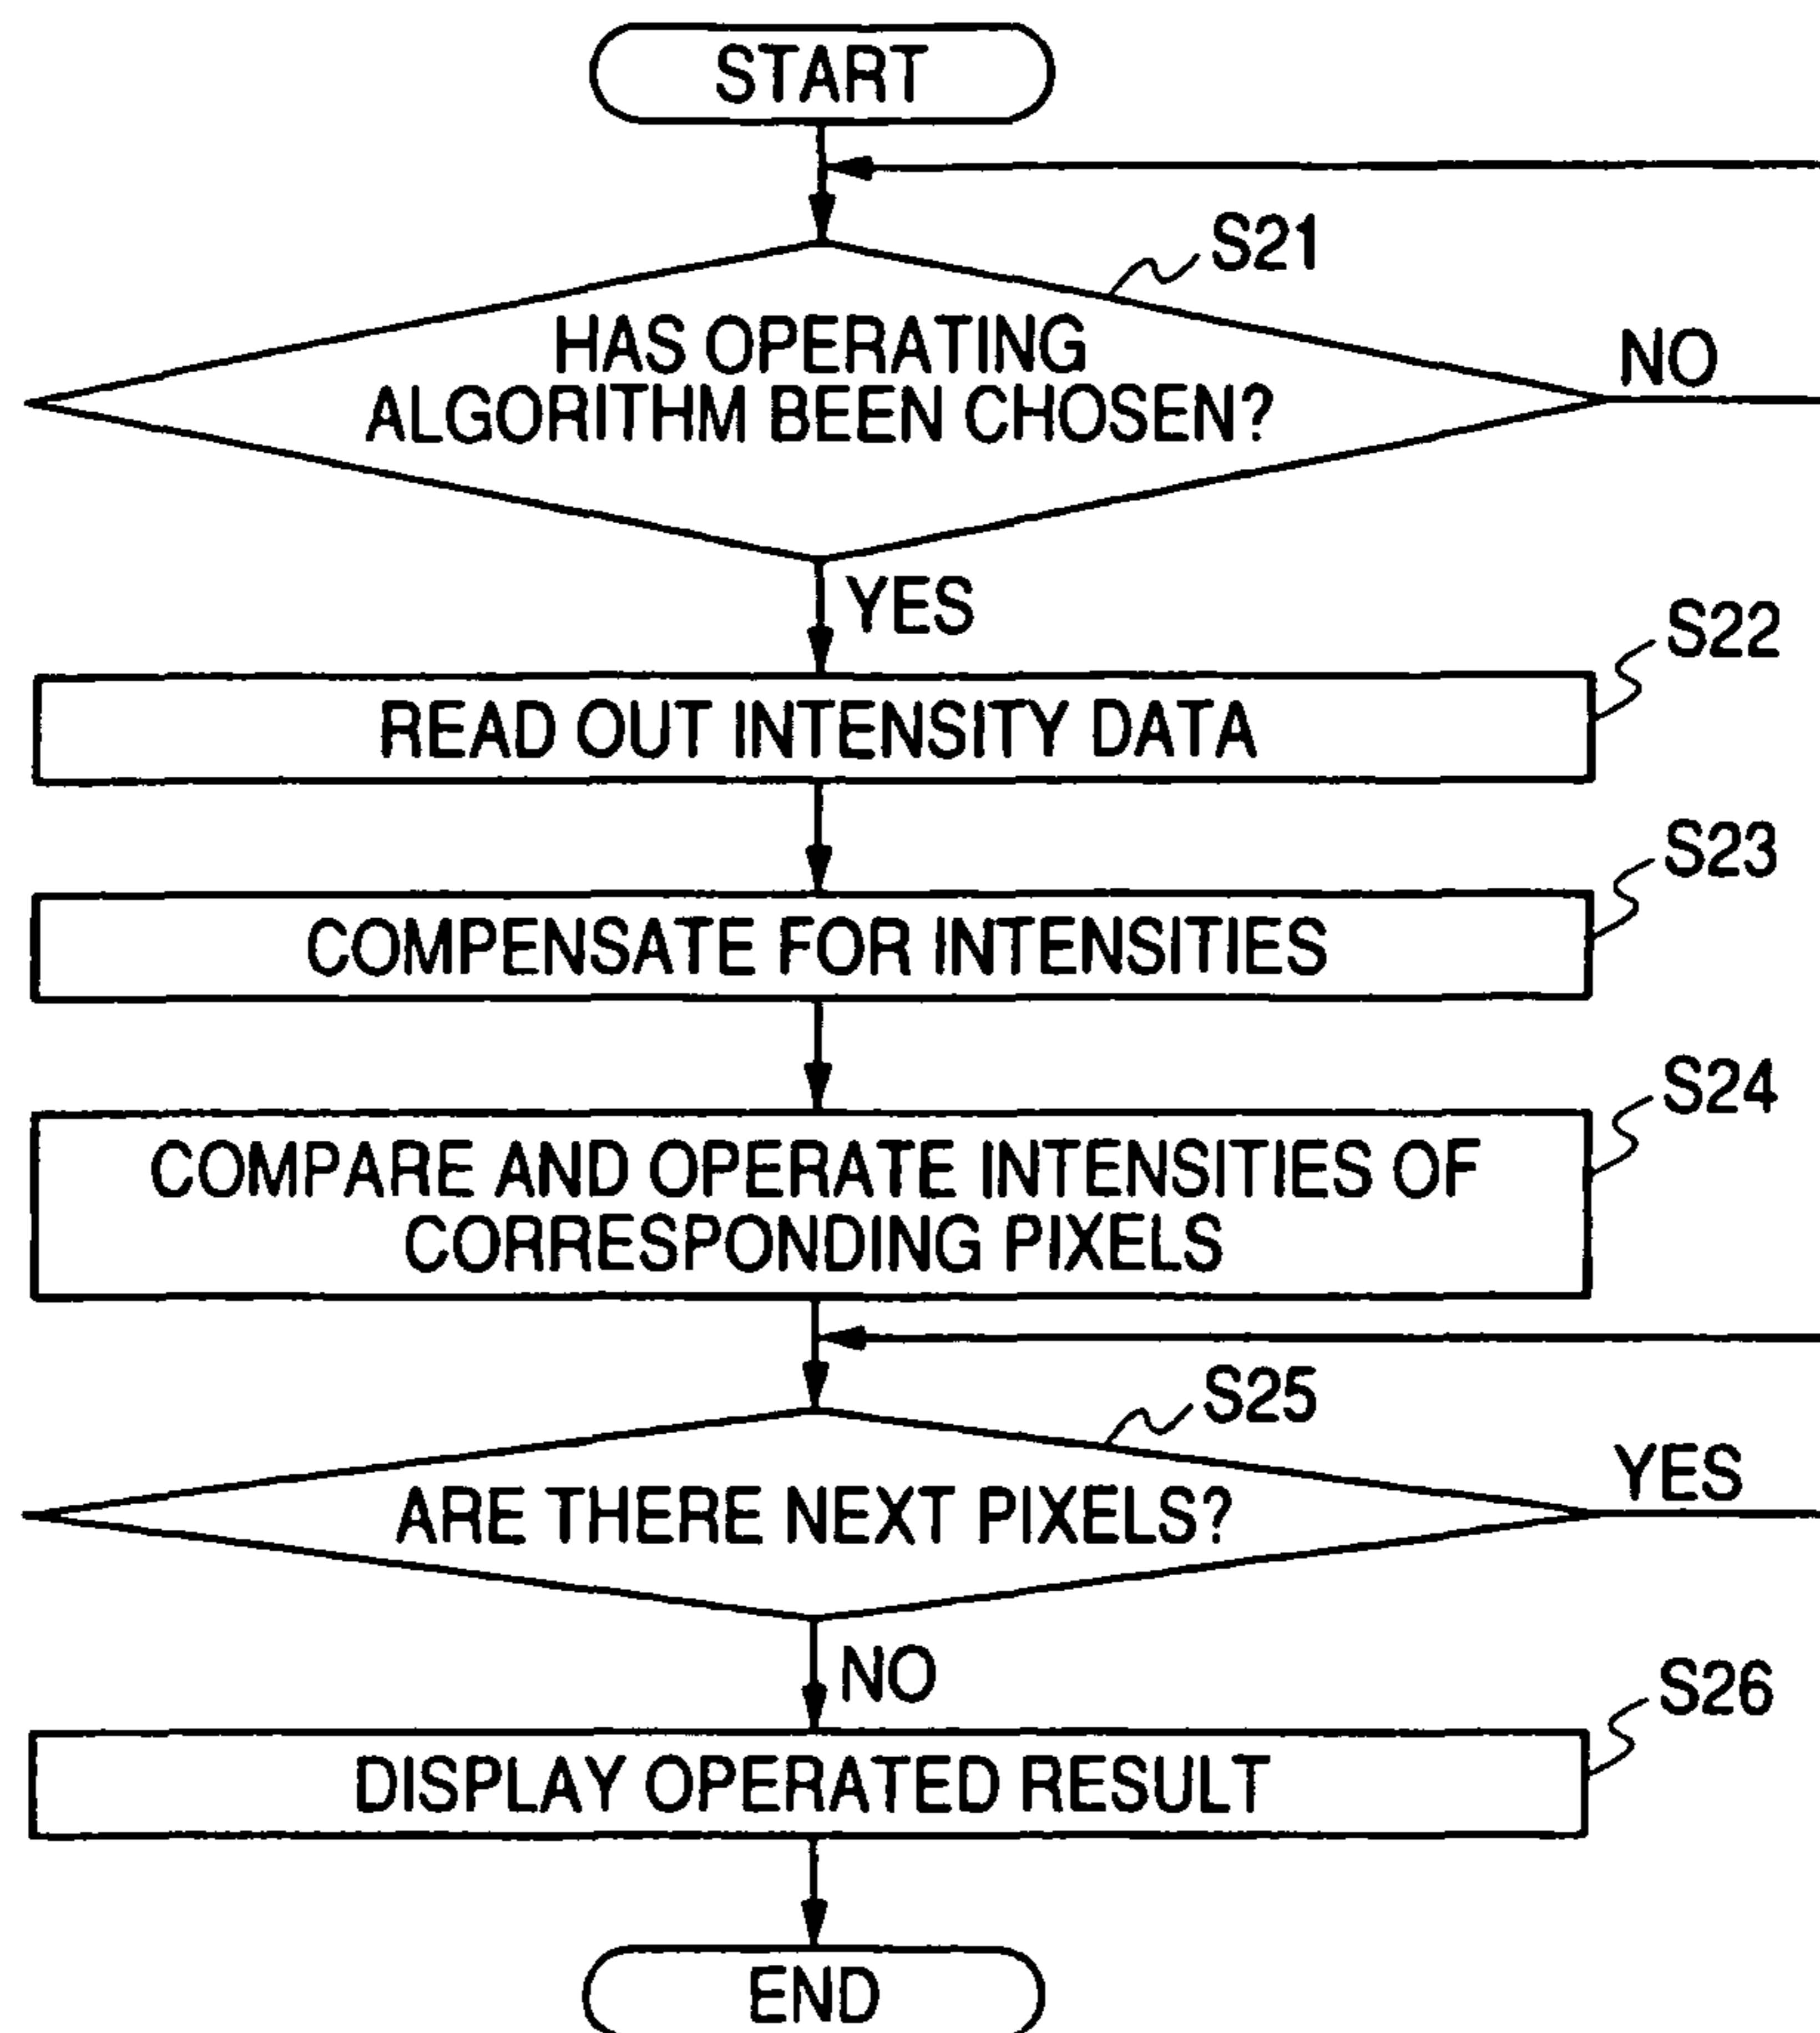 START
S21
HAS OPERATING
ALGORITHM BEEN CHOSEN?
NO
YES
S22
READ OUT INTENSITY DATA
S23
COMPENSATE FOR INTENSITIES
S24
COMPARE AND OPERATE INTENSITIES OF
CORRESPONDING PIXELS
S25
ARE THERE NEXT PIXELS?
YES
NO
S26
DISPLAY OPERATED RESULT
END